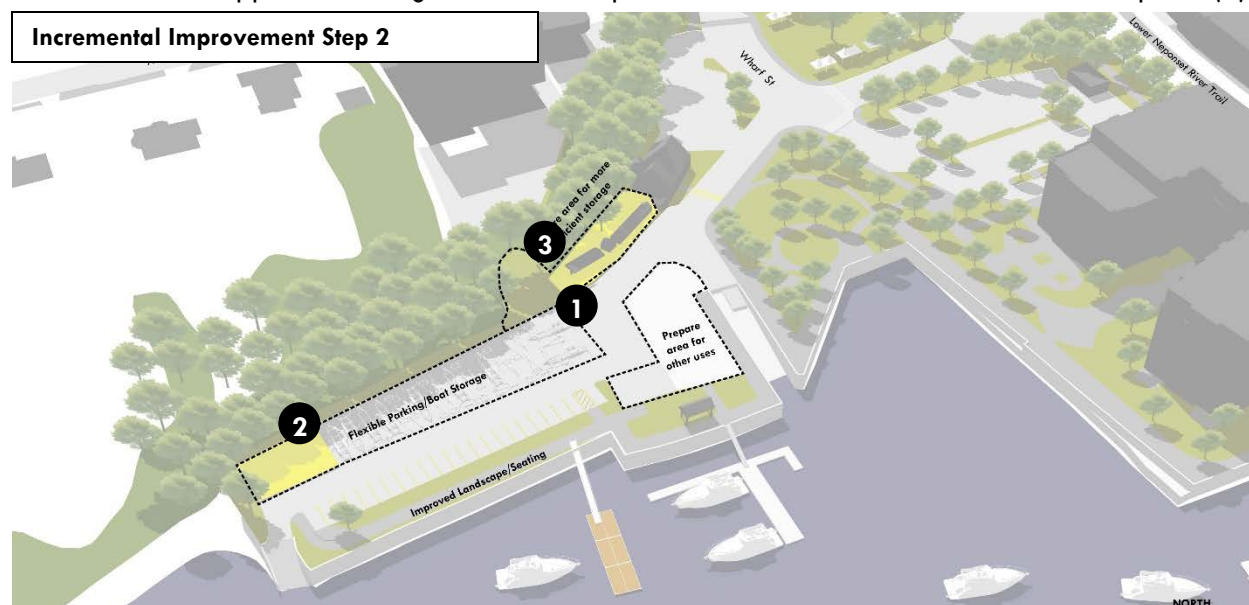 Incremental Improvement Step 2
Wharf St
Lower Neponset River Trail
area for more
storage
3
1
Prepare
area for
other uses
Flexible Parking/Boat Storage
2
Improved Landscape/Seating
NORTH